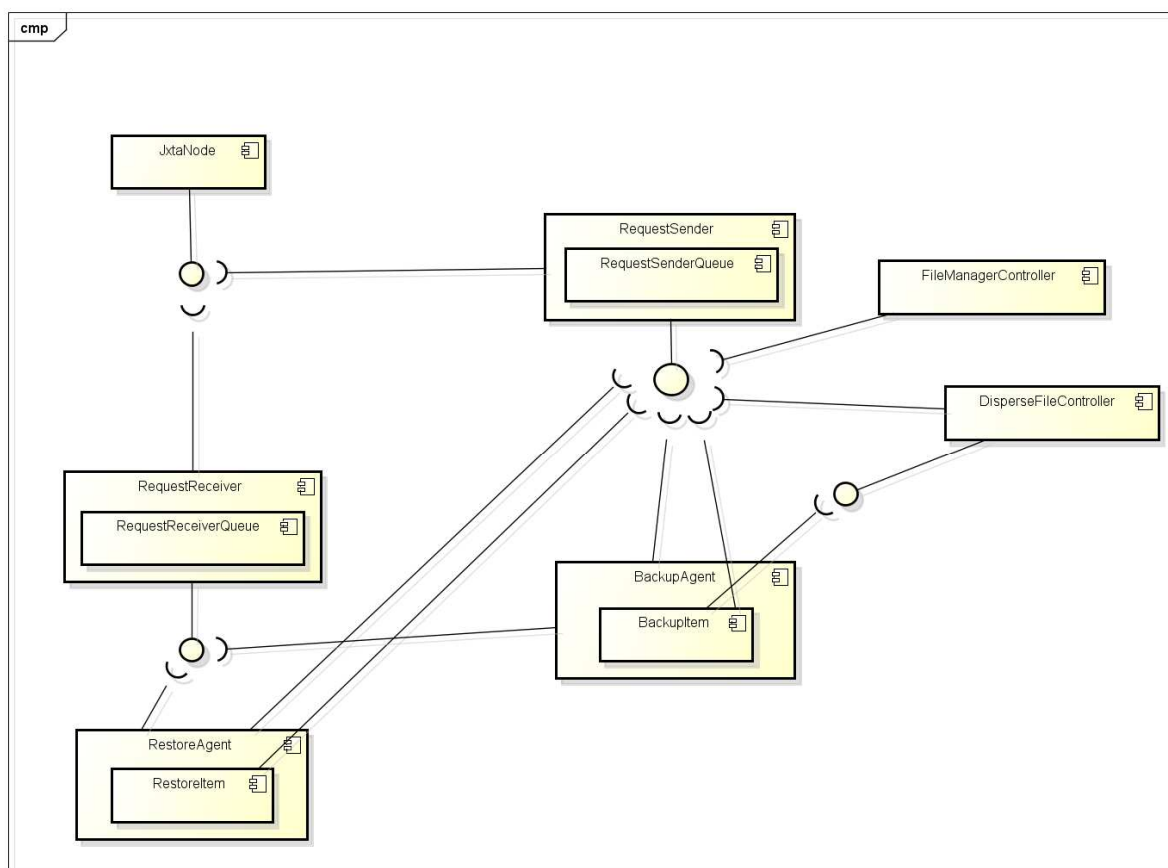 cmp
JxtaNode
RequestSender
RequestSenderQueue
FileManagerController
DisperseFileController
RequestReceiver
RequestReceiverQueue
BackupAgent
BackupItem
RestoreAgent
RestoreItem